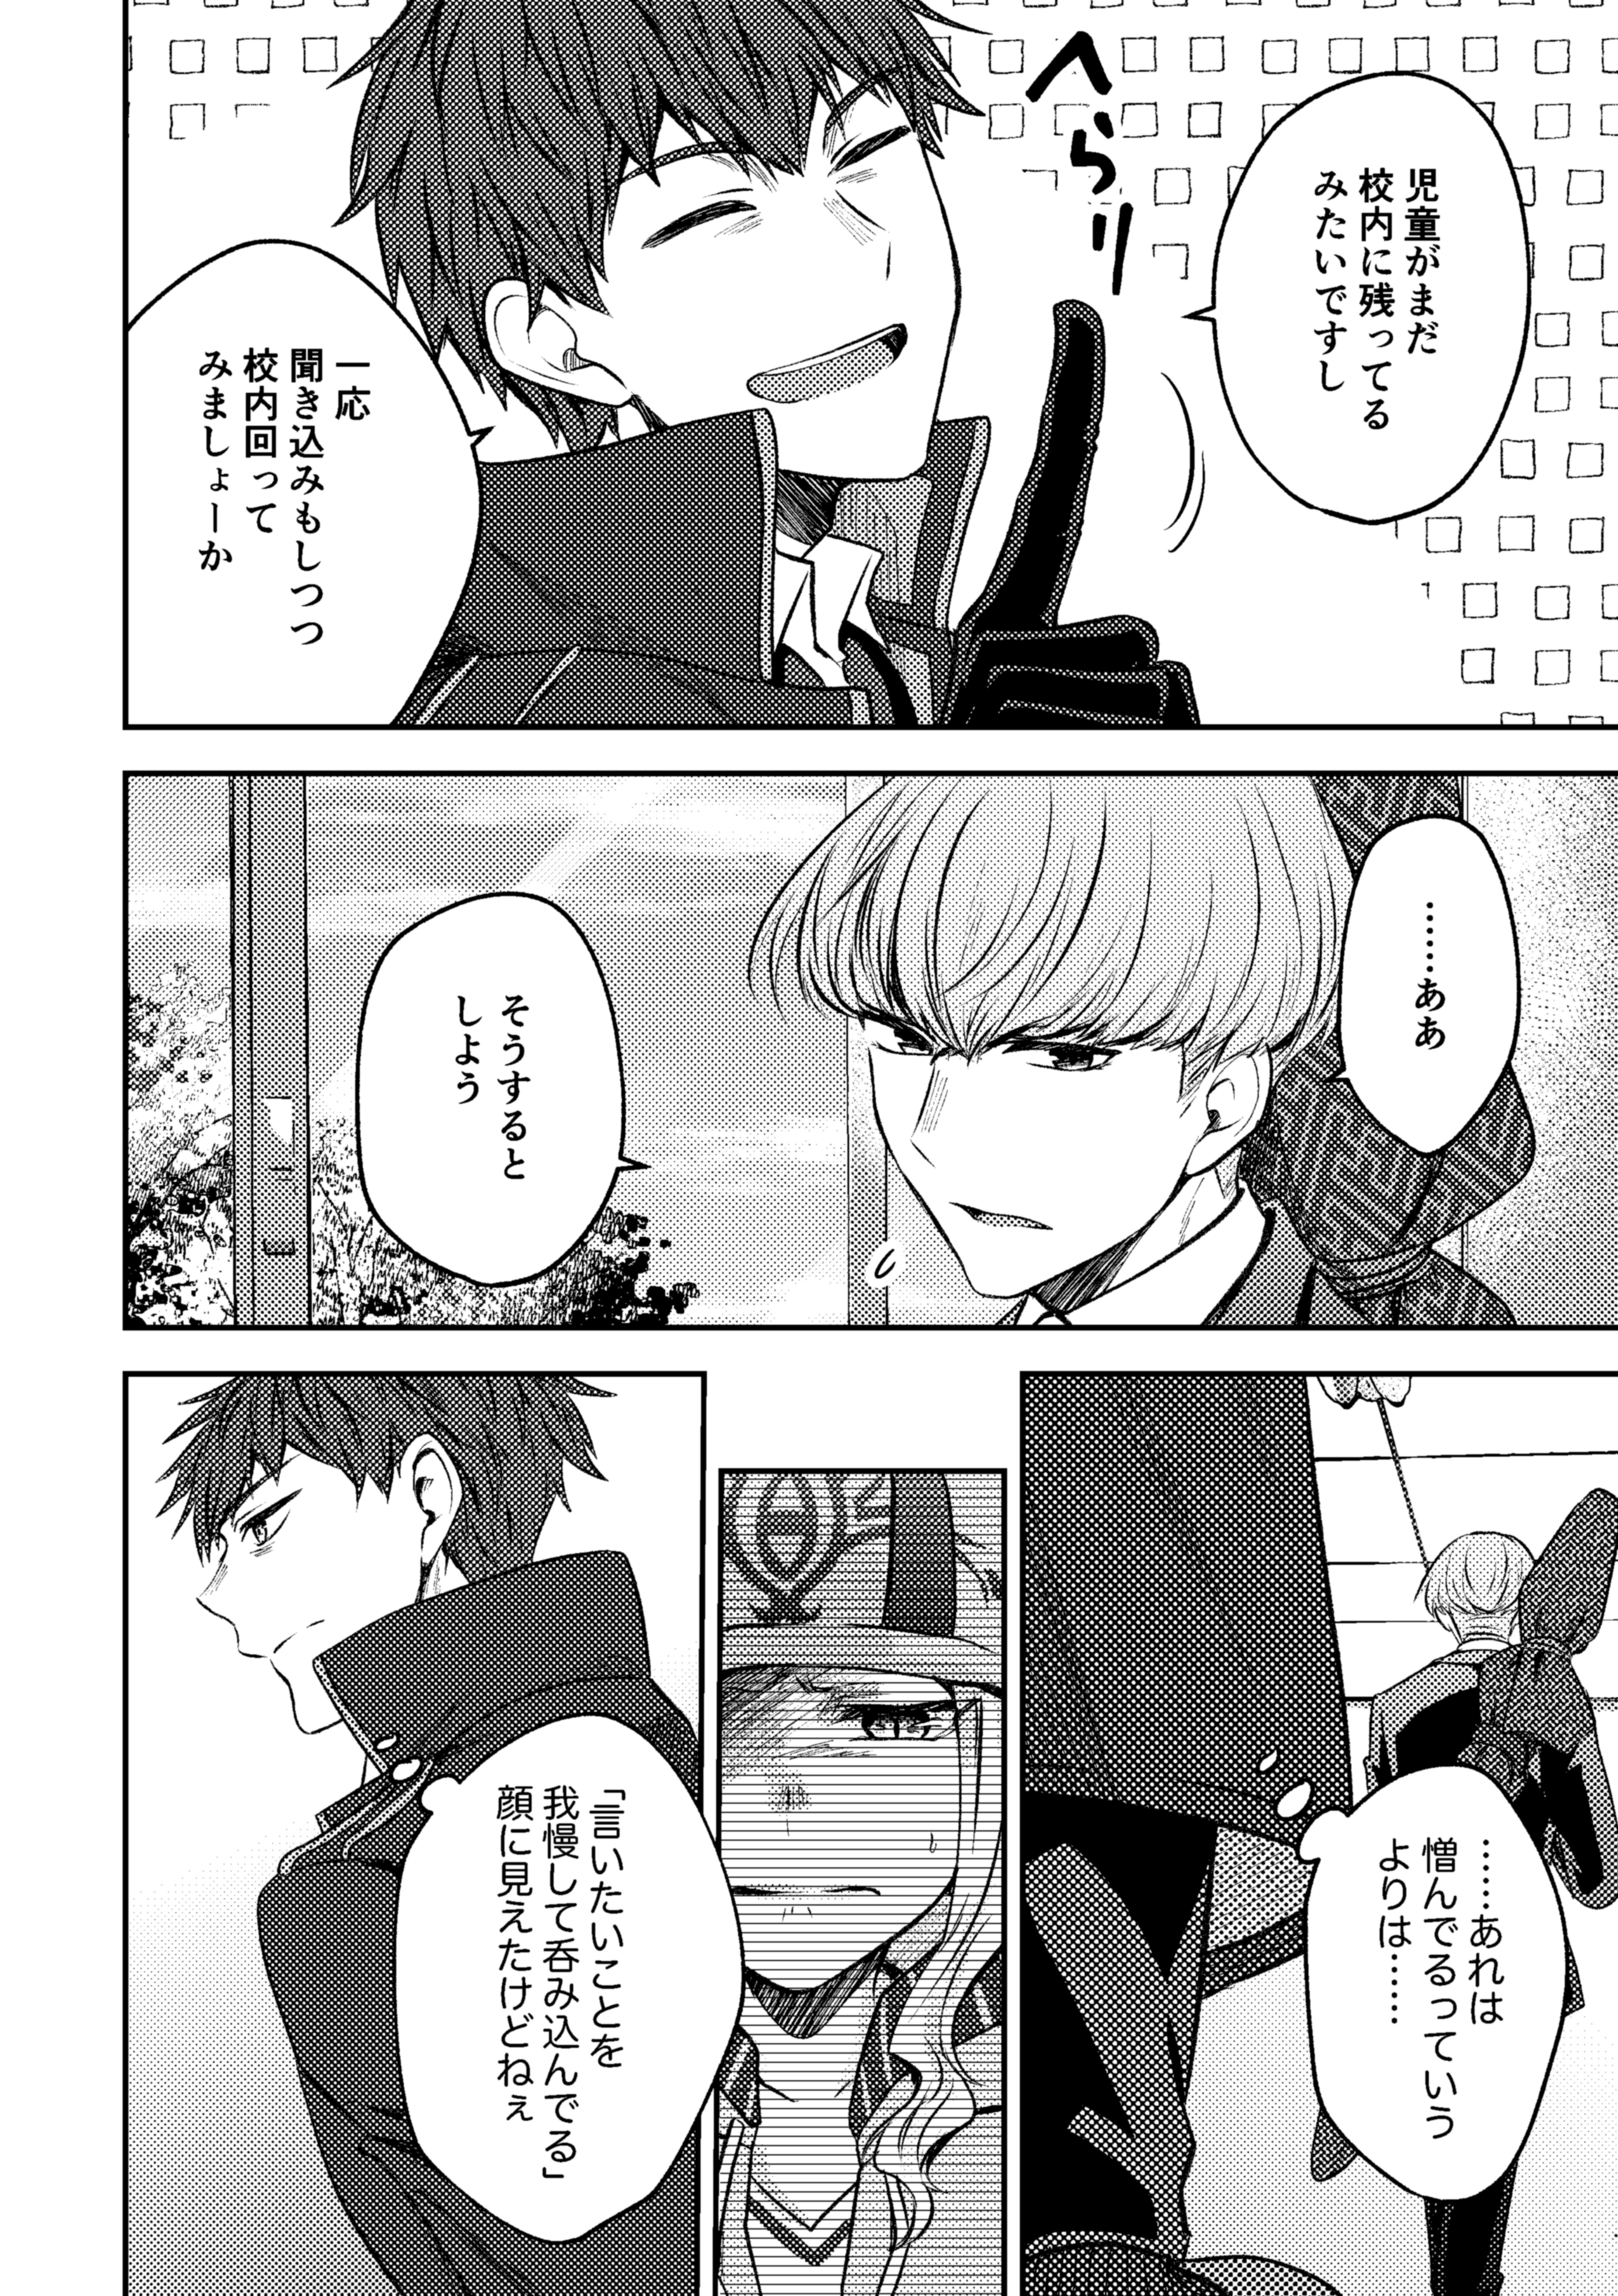 児童がまだ
校内に残ってる
みたいですし
へらり
一応
聞き込みもしつつ
校内回って
みましょーか
……ああ
そうすると
しよう
……あれは
憎んでるっていう
よりは……
「言いたいことを
我慢して呑み込んでる」
顔に見えたけどねぇ